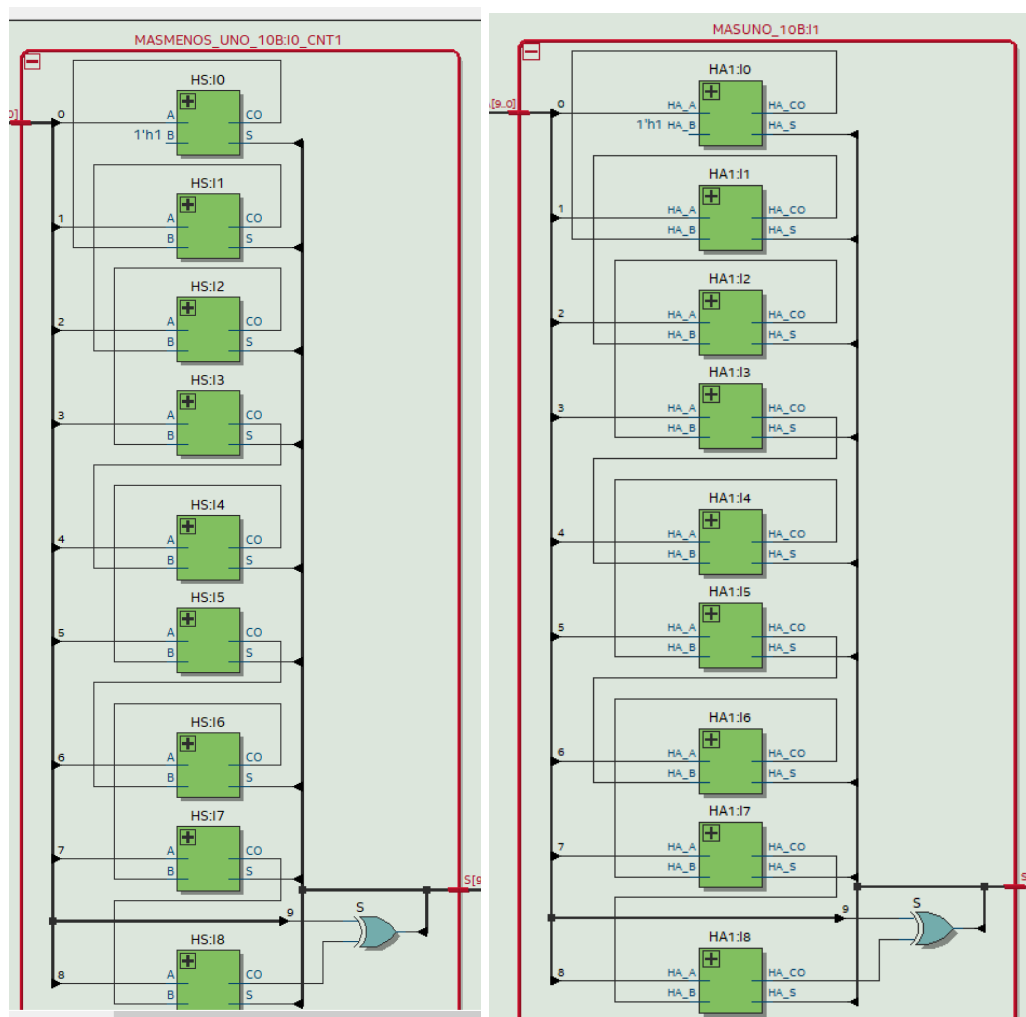 MASMENOS_UNO_10B:I0_CNT1
HS:I0
0
A
CO
1'h1 B
S
HS:I1
1
A
CO
B
S
HS:I2
2
A
CO
B
S
HS:I3
3
A
CO
B
S
HS:I4
4
A
CO
B
S
HS:I5
5
A
CO
B
S
HS:I6
6
A
CO
B
S
HS:I7
7
A
CO
B
S
9
S
HS:I8
8
A
CO
B
S
MASUNO_10B:I1
HA1:I0
0
HA_A
HA_CO
1'h1 HA_B
HA_S
HA1:I1
1
HA_A
HA_CO
HA_B
HA_S
HA1:I2
2
HA_A
HA_CO
HA_B
HA_S
HA1:I3
3
HA_A
HA_CO
HA_B
HA_S
HA1:I4
4
HA_A
HA_CO
HA_B
HA_S
HA1:I5
5
HA_A
HA_CO
HA_B
HA_S
HA1:I6
6
HA_A
HA_CO
HA_B
HA_S
HA1:I7
7
HA_A
HA_CO
HA_B
HA_S
9
S
HA1:I8
8
HA_A
HA_CO
HA_B
HA_S